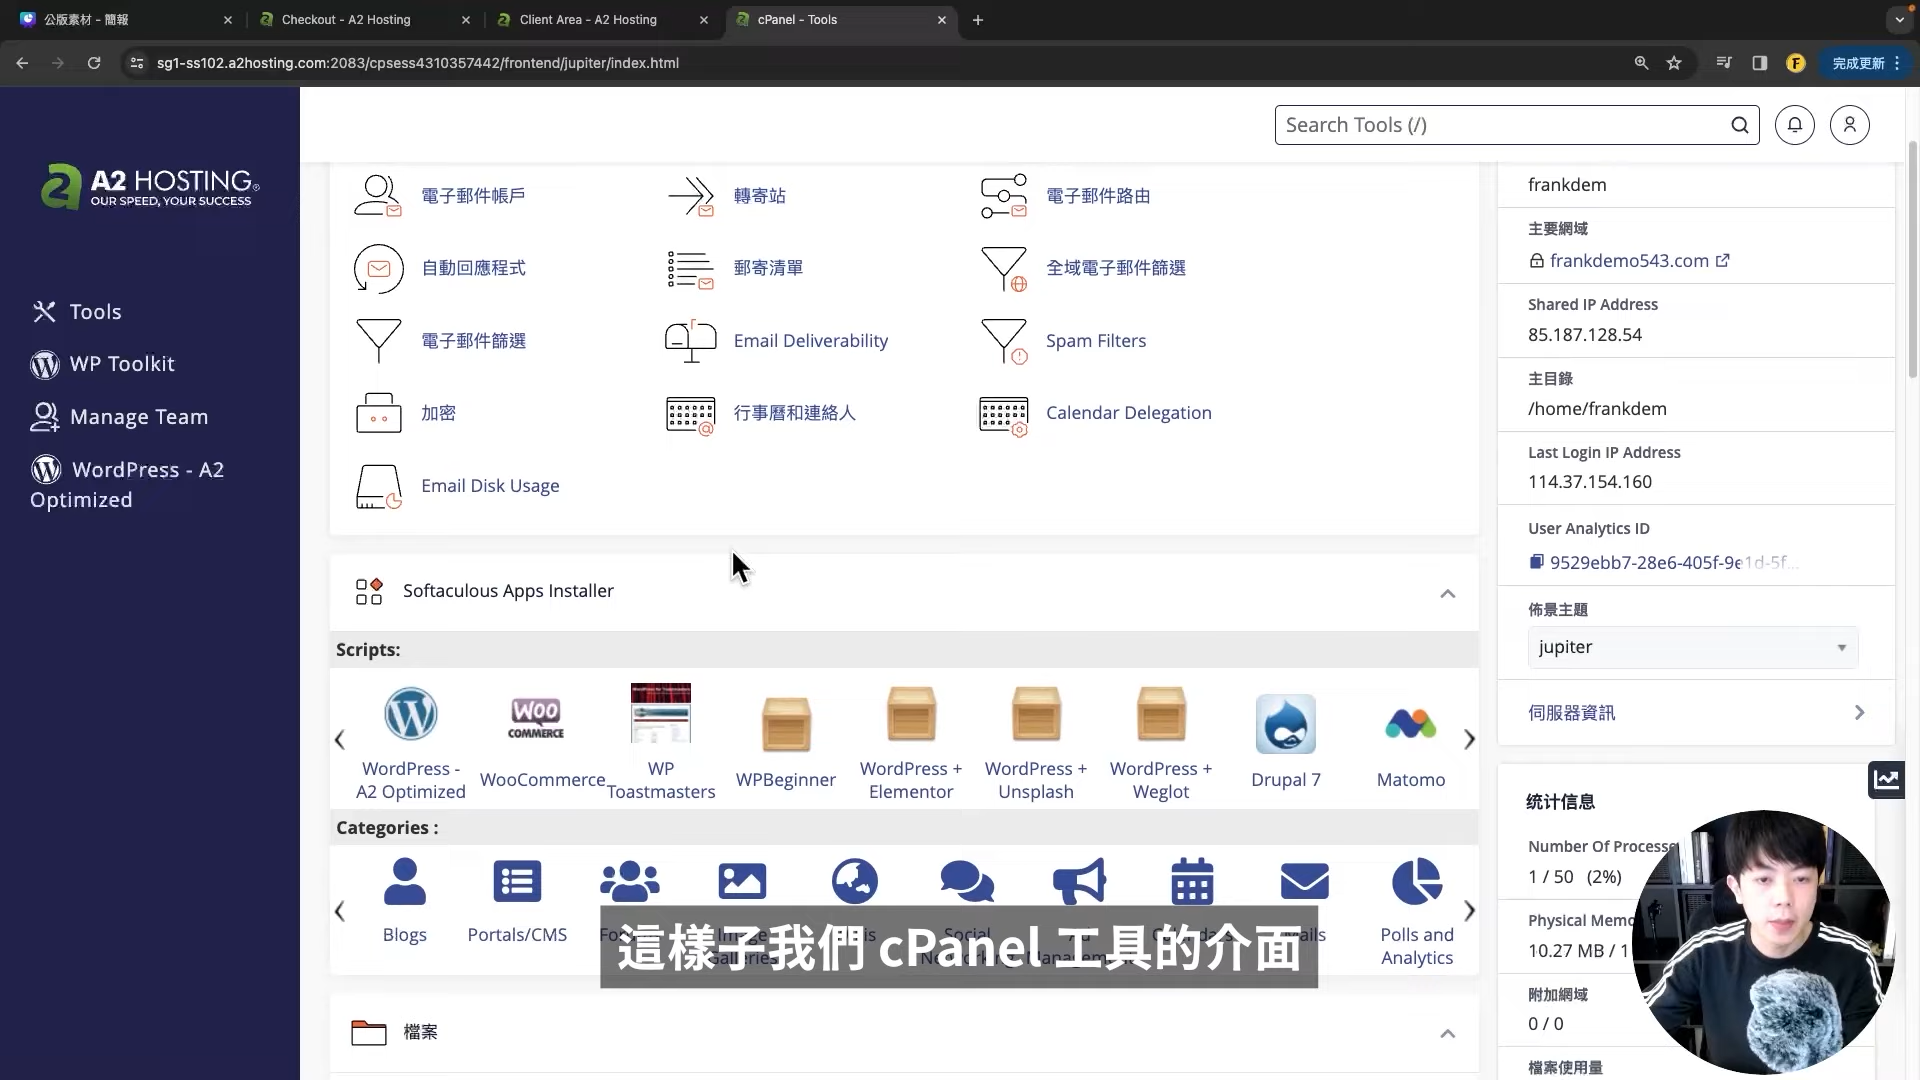 公版素材 - 簡報
Checkout - A2 Hosting
Client Area - A2 Hosting
cPanel - Tools
sg1-ss102.a2hosting.com:2083/cpsess4310357442/frontend/jupiter/index.html
完成更新
A2 HOSTING
OUR SPEED, YOUR SUCCESS
Tools
WP Toolkit
Manage Team
WordPress - A2
Optimized
Search Tools (/)
電子郵件帳戶
轉寄站
電子郵件路由
自動回應程式
郵寄清單
全域電子郵件篩選
電子郵件篩選
Email Deliverability
Spam Filters
加密
行事曆和連絡人
Calendar Delegation
Email Disk Usage
Softaculous Apps Installer
Scripts:
WordPress -
A2 Optimized
WooCommerce
WP
Toastmasters
WPBeginner
WordPress +
Elementor
WordPress +
Unsplash
WordPress +
Weglot
Drupal 7
Matomo
Categories :
Blogs
Portals/CMS
Polls and
Analytics
這樣子我們 cPanel 工具的介面
檔案
frankdem
主要網域
frankdemo543.com
Shared IP Address
85.187.128.54
主目錄
/home/frankdem
Last Login IP Address
114.37.154.160
User Analytics ID
9529ebb7-28e6-405f-9e1d-5f...
佈景主題
jupiter
伺服器資訊
统计信息
Number Of Processe
1 / 50 (2%)
Physical Memo
10.27 MB / 1
附加網域
0 / 0
檔案使用量